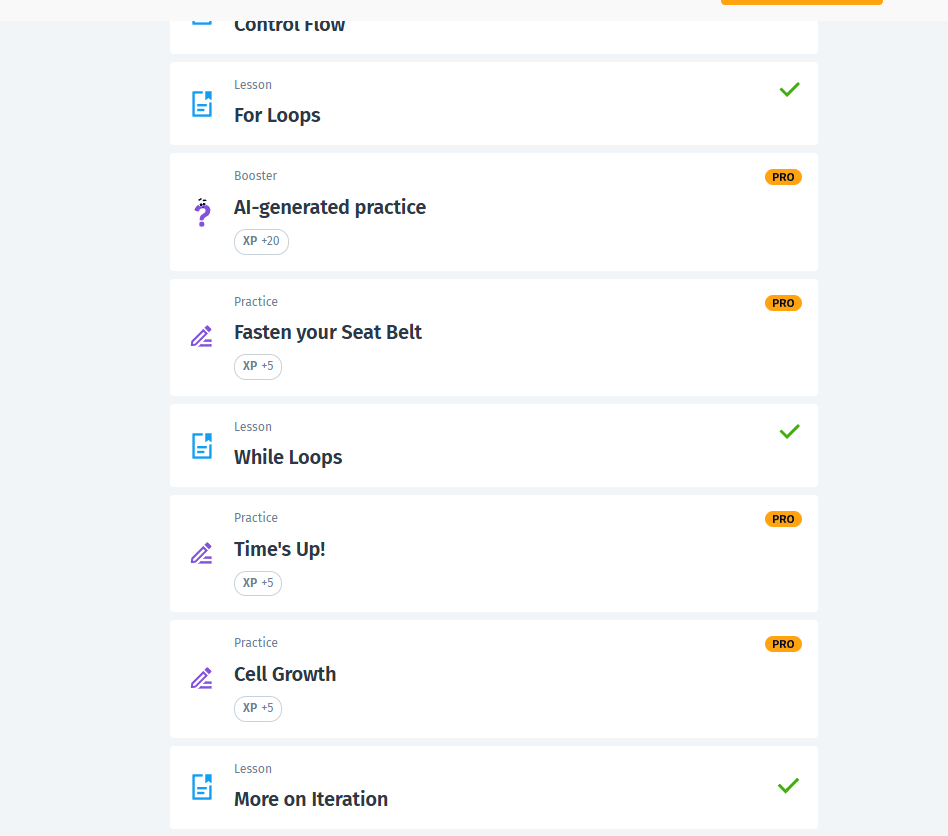 Control Flow
Lesson
For Loops
Booster
PRO
AI-generated practice
XP +20
Practice
PRO
Fasten your Seat Belt
XP +5
Lesson
While Loops
Practice
PRO
Time's Up!
XP +5
Practice
PRO
Cell Growth
XP +5
Lesson
More on Iteration